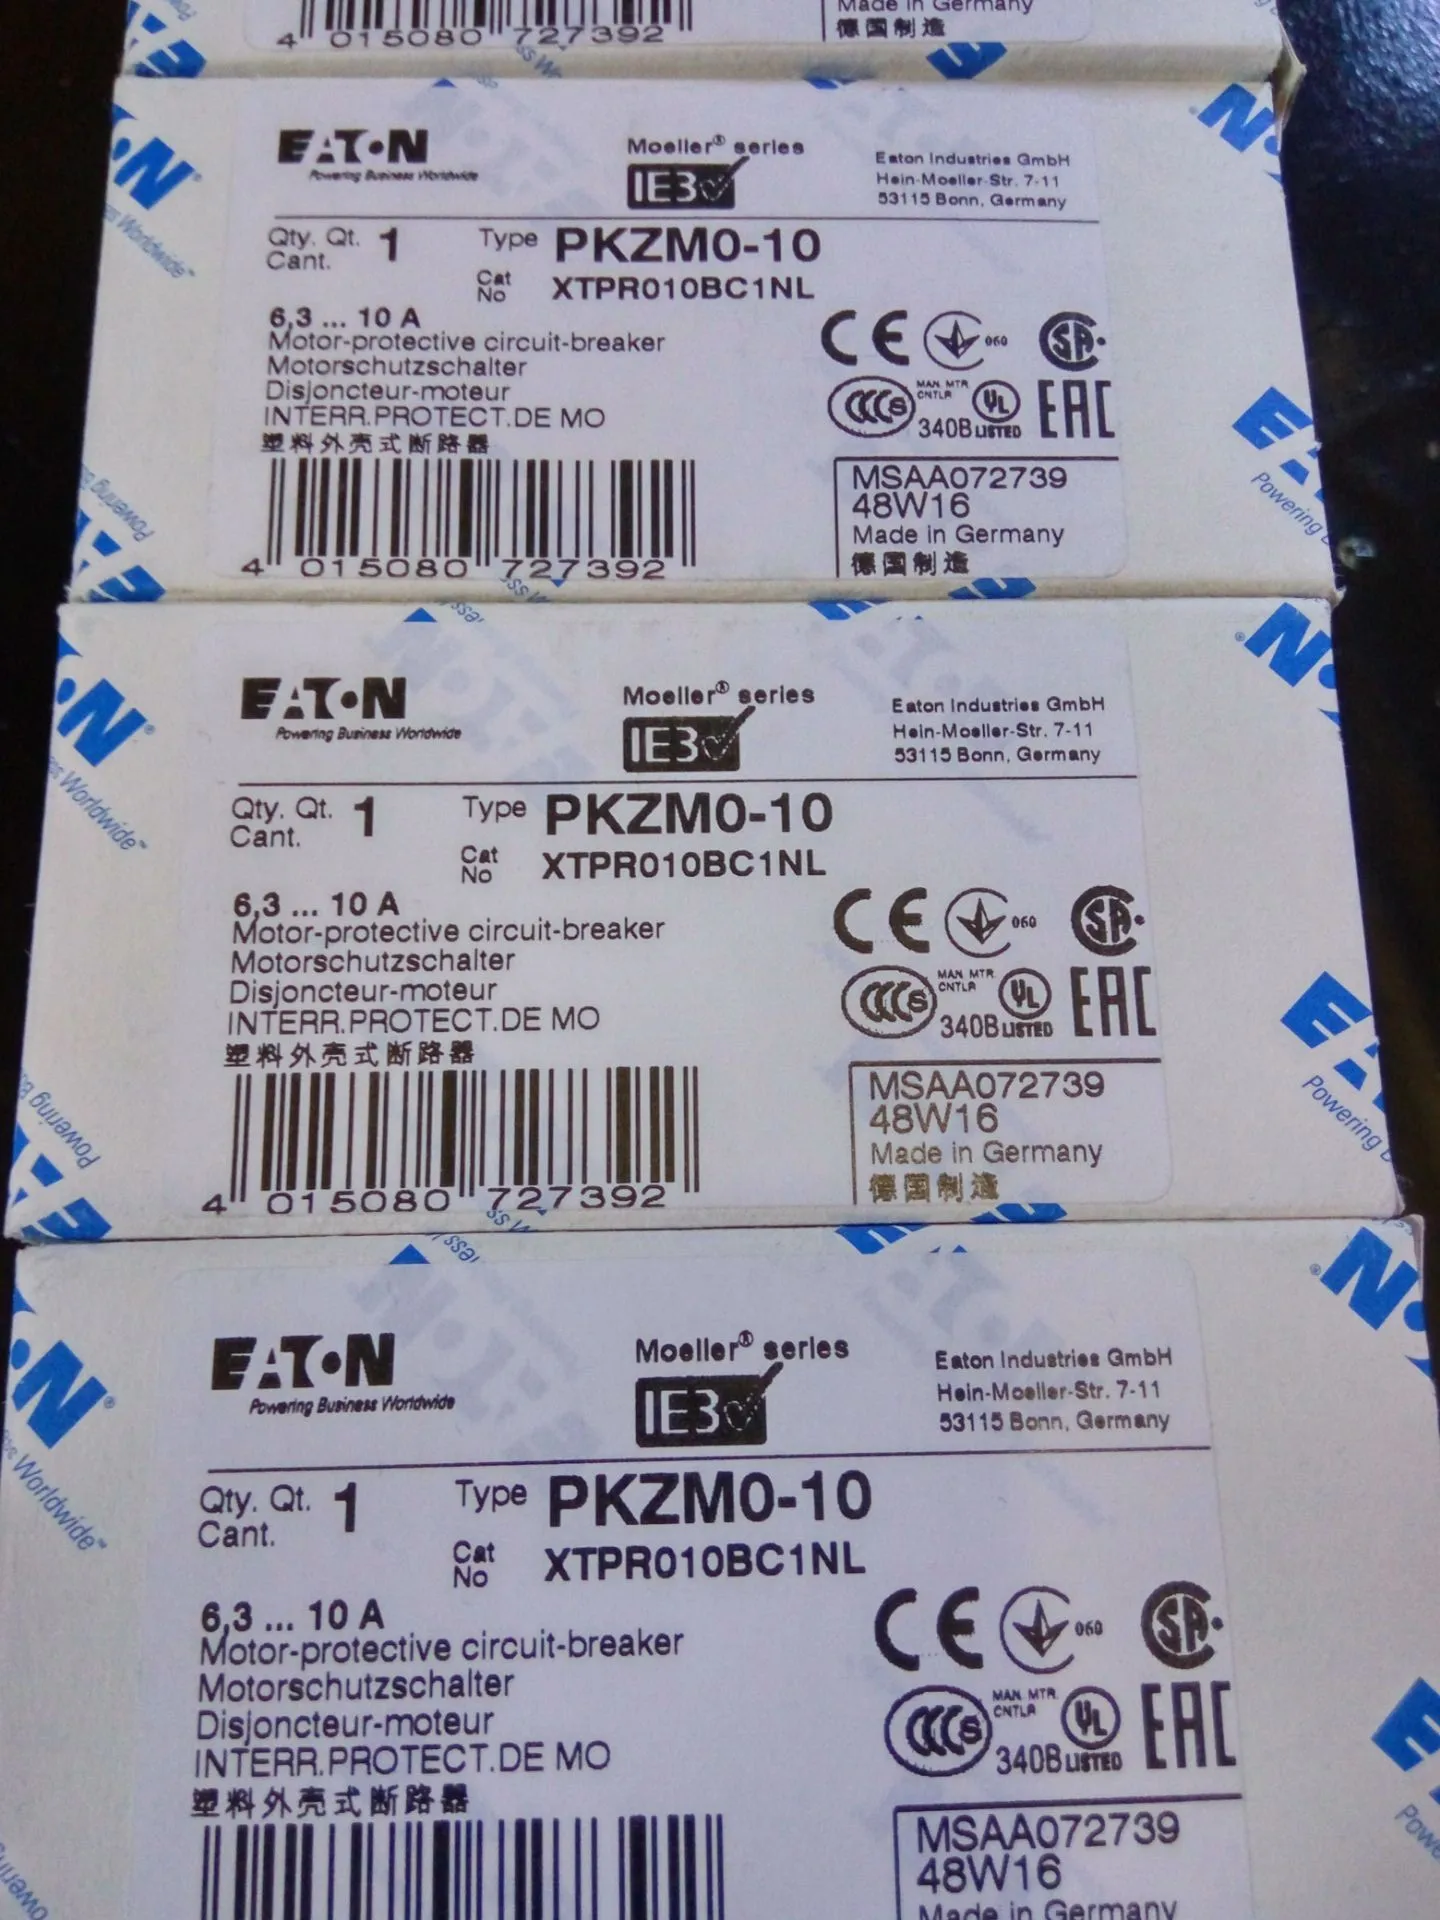 Made in Germany
4 015080 727392
德国制造
EATON
Powering Business Worldwide
Moeller® series
IE3
Eaton Industries GmbH
Hein-Moeller-Str. 7-11
53115 Bonn, Germany
Qty. Qt. 1
Cant.
Type PKZM0-10
Cat
No XTPR010BC1NL
6,3 ... 10 A
Motor-protective circuit-breaker
Motorschutzschalter
Disjoncteur-moteur
INTERR.PROTECT.DE MO
塑料外壳式断路器
CE
060
SA
CCC S
MAN. MTR.
CNTLR
UL
340B LISTED
EAC
4 015080 727392
MSAA072739
48W16
Made in Germany
德国制造
EATON
Powering Business Worldwide
Moeller® series
IE3
Eaton Industries GmbH
Hein-Moeller-Str. 7-11
53115 Bonn, Germany
Qty. Qt. 1
Cant.
Type PKZM0-10
Cat
No XTPR010BC1NL
6,3 ... 10 A
Motor-protective circuit-breaker
Motorschutzschalter
Disjoncteur-moteur
INTERR.PROTECT.DE MO
塑料外壳式断路器
CE
060
SA
CCC S
MAN. MTR.
CNTLR
UL
340B LISTED
EAC
4 015080 727392
MSAA072739
48W16
Made in Germany
德国制造
EATON
Powering Business Worldwide
Moeller® series
IE3
Eaton Industries GmbH
Hein-Moeller-Str. 7-11
53115 Bonn, Germany
Qty. Qt. 1
Cant.
Type PKZM0-10
Cat
No XTPR010BC1NL
6,3 ... 10 A
Motor-protective circuit-breaker
Motorschutzschalter
Disjoncteur-moteur
INTERR.PROTECT.DE MO
塑料外壳式断路器
CE
060
SA
CCC S
MAN. MTR.
CNTLR
UL
340B LISTED
EAC
MSAA072739
48W16
Made in Germany